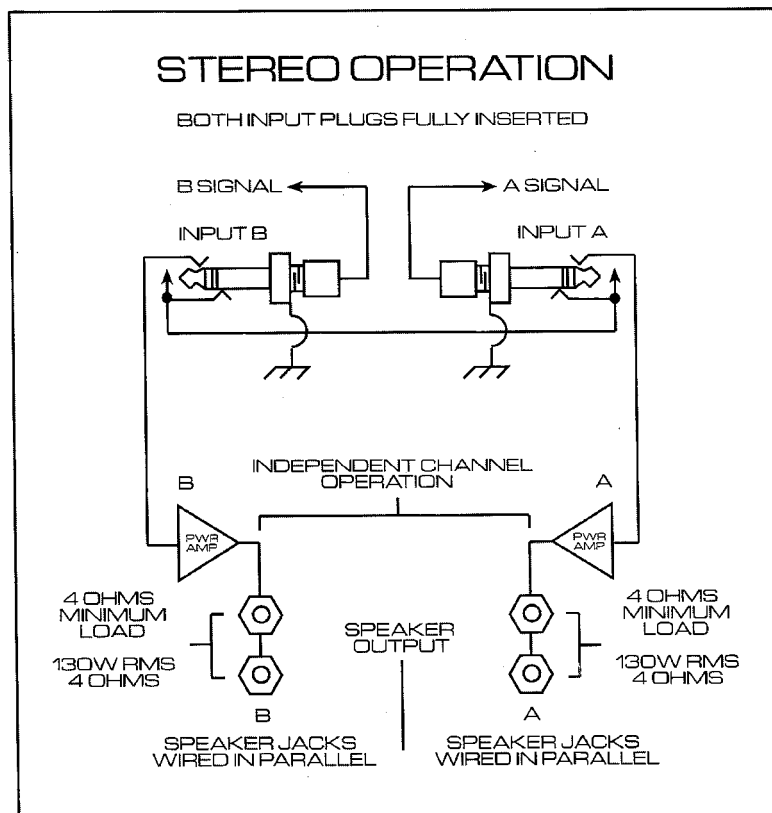 STEREO OPERATION
BOTH INPUT PLUGS FULLY INSERTED
B SIGNAL
A SIGNAL
INPUT B
INPUT A
INDEPENDENT CHANNEL
OPERATION
B
A
PWR
AMP
PWR
AMP
4 OHMS
MINIMUM
LOAD
130W RMS
4 OHMS
SPEAKER
OUTPUT
4 OHMS
MINIMUM
LOAD
130W RMS
4 OHMS
B
A
SPEAKER JACKS
WIRED IN PARALLEL
SPEAKER JACKS
WIRED IN PARALLEL